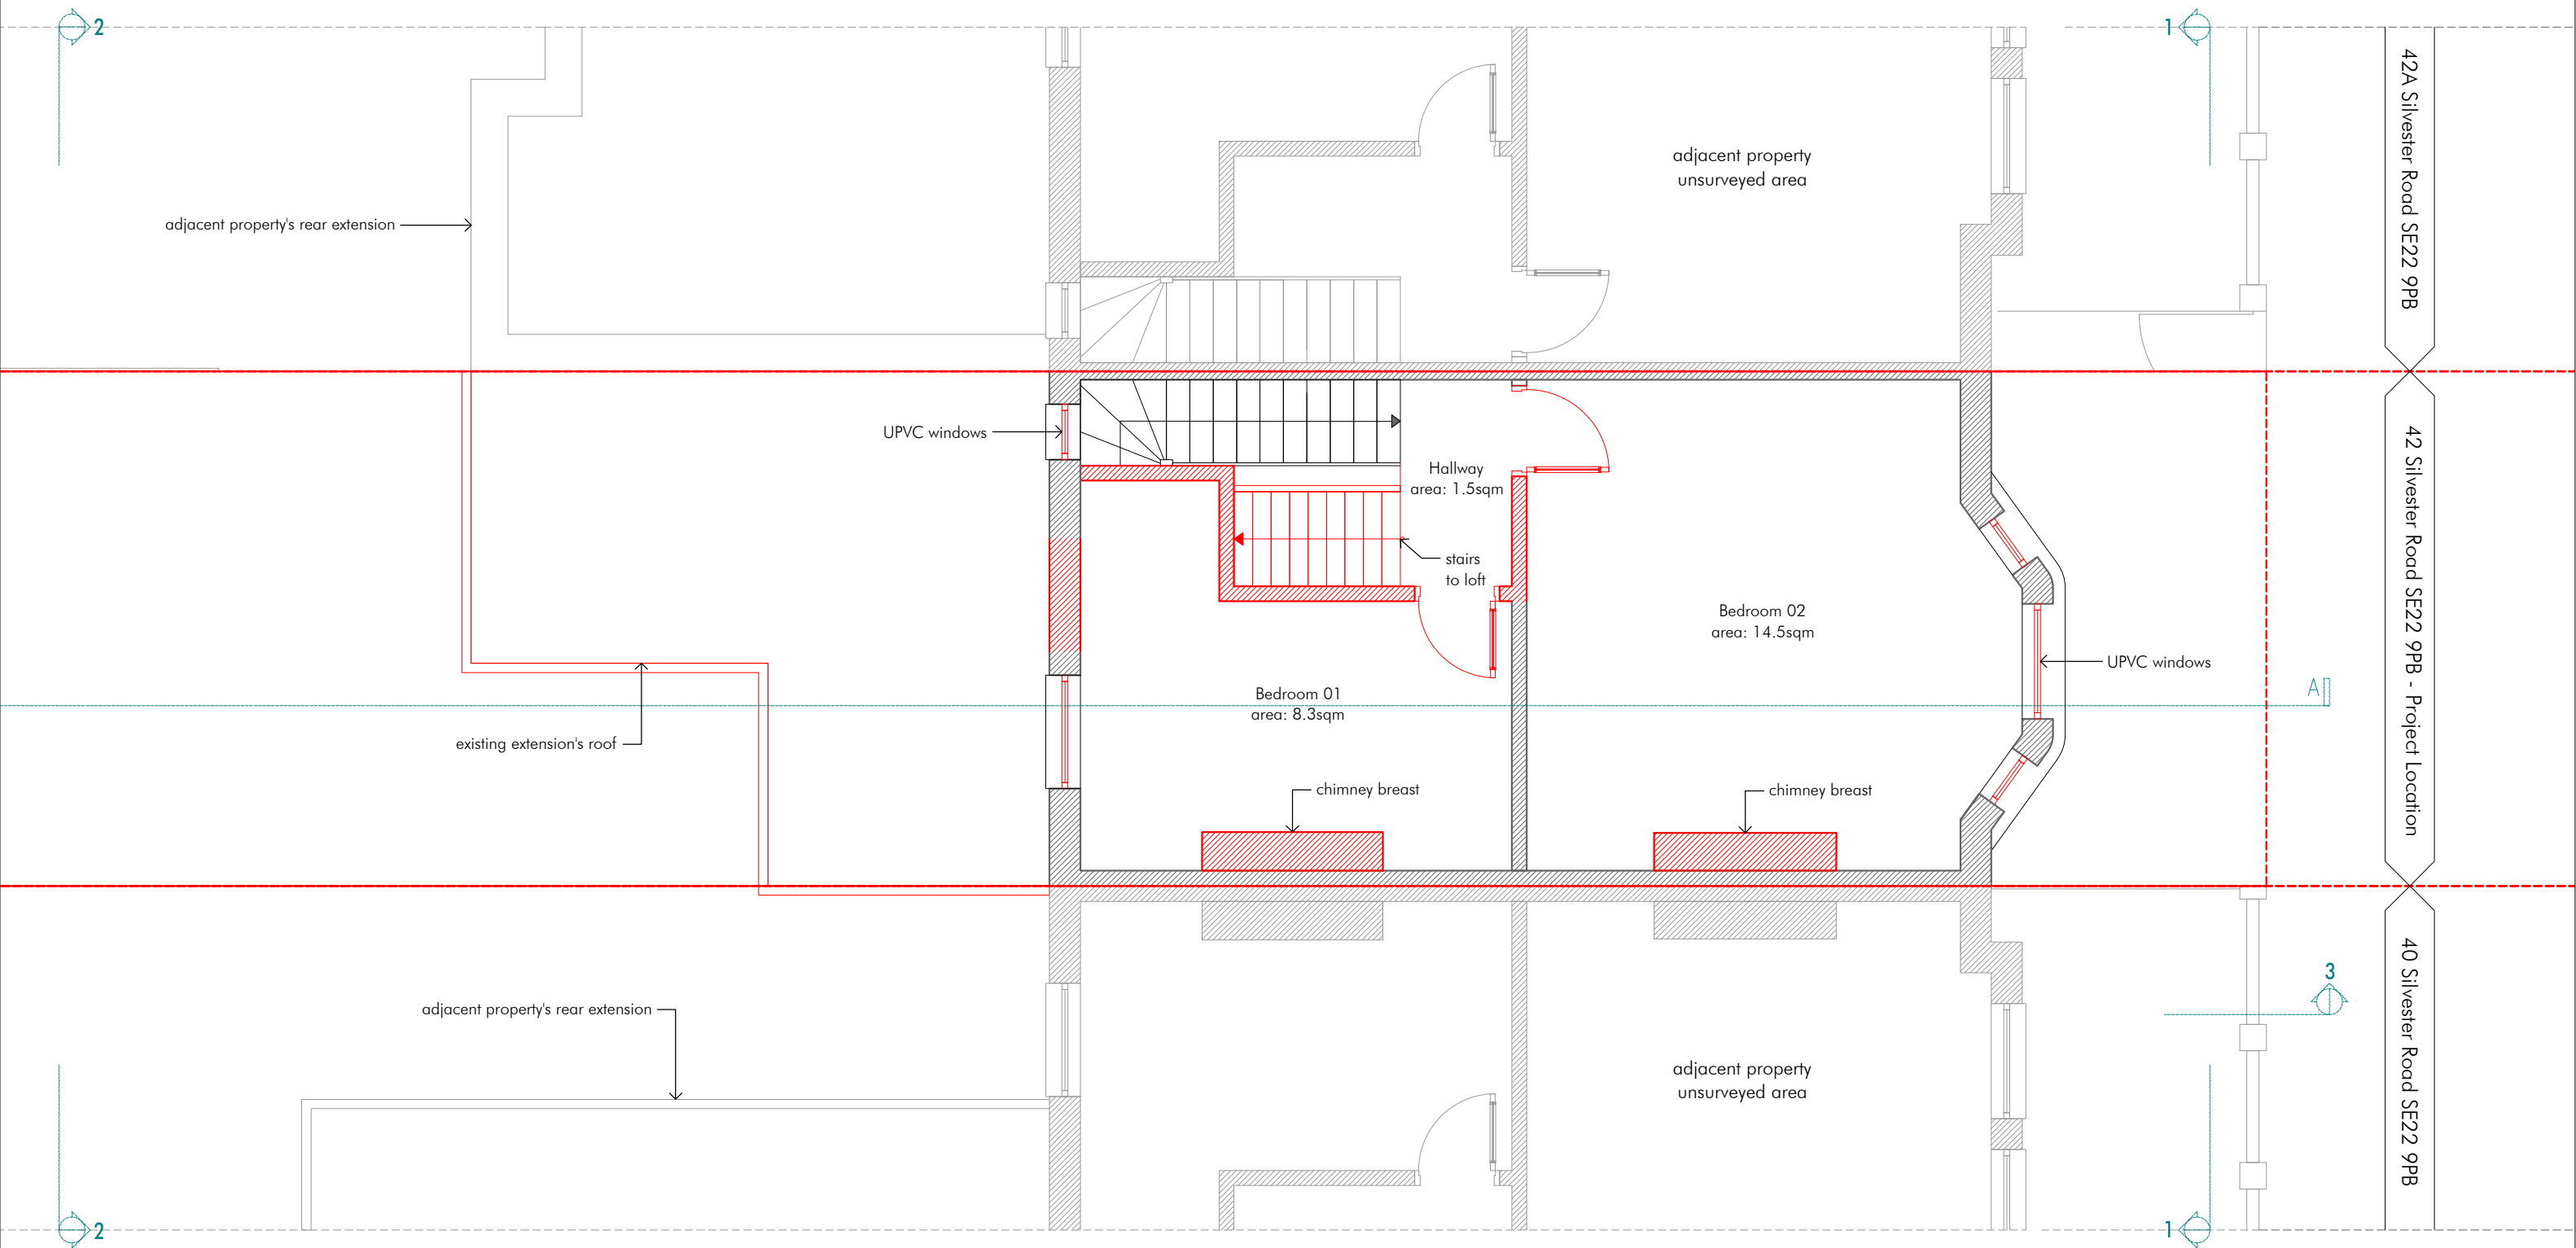 2
1
42A Silvester Road SE22 9PB
adjacent property
unsurveyed area
adjacent property's rear extension
UPVC windows
Hallway
area: 1.5sqm
stairs
to loft
Bedroom 02
area: 14.5sqm
UPVC windows
42 Silvester Road SE22 9PB - Project Location
A
Bedroom 01
area: 8.3sqm
existing extension's roof
chimney breast
chimney breast
3
adjacent property's rear extension
adjacent property
unsurveyed area
40 Silvester Road SE22 9PB
2
1